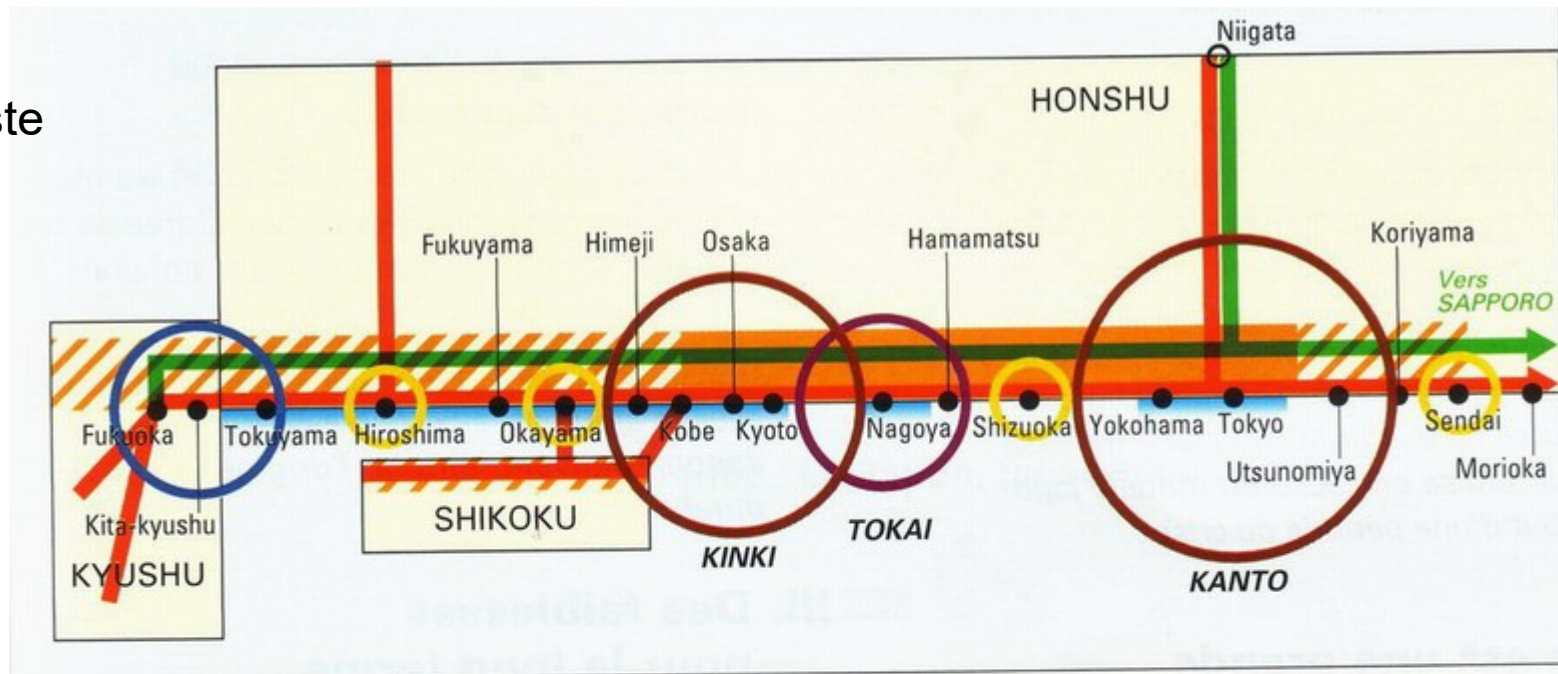 ste
Niigata
HONSHU
Fukuyama
Himeji
Osaka
Hamamatsu
Koriyama
Vers
SAPPORO
Fukuoka
Tokuyama
Hiroshima
Okayama
Kobe
Kyoto
Nagoya
Shizuoka
Yokohama
Tokyo
Sendai
Utsunomiya
Morioka
Kita-kyushu
SHIKOKU
TOKAI
KINKI
KYUSHU
KANTO